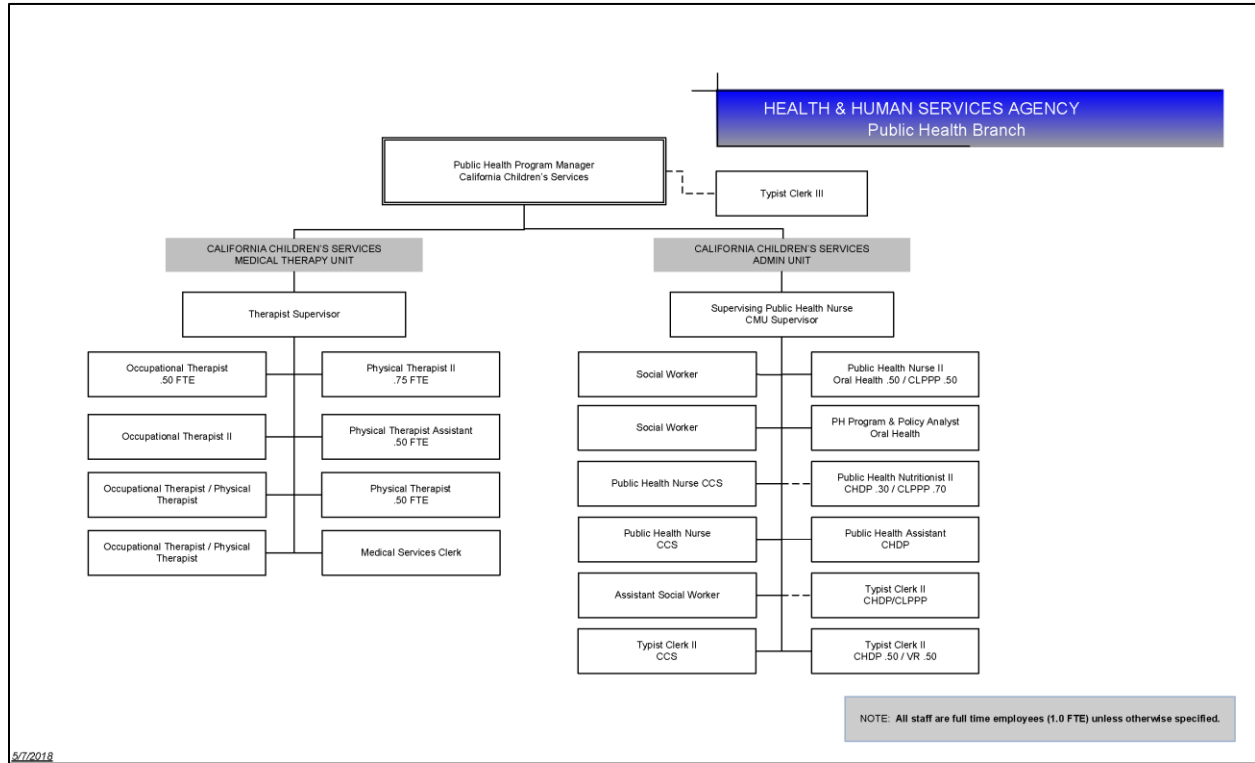 HEALTH & HUMAN SERVICES AGENCY
Public Health Branch
Public Health Program Manager
California Children's Services
Typist Clerk III
CALIFORNIA CHILDREN'S SERVICES
MEDICAL THERAPY UNIT
CALIFORNIA CHILDREN'S SERVICES
ADMIN UNIT
Therapist Supervisor
Supervising Public Health Nurse
CMU Supervisor
Occupational Therapist
.50 FTE
Physical Therapist II
.75 FTE
Social Worker
Public Health Nurse II
Oral Health .50 / CLPPP .50
Occupational Therapist II
Physical Therapist Assistant
.50 FTE
Social Worker
PH Program & Policy Analyst
Oral Health
Occupational Therapist / Physical
Therapist
Physical Therapist
.50 FTE
Public Health Nurse CCS
Public Health Nutritionist II
CHDP .30 / CLPPP .70
Occupational Therapist / Physical
Therapist
Medical Services Clerk
Public Health Nurse
CCS
Public Health Assistant
CHDP
Assistant Social Worker
Typist Clerk II
CHDP/CLPPP
Typist Clerk II
CCS
Typist Clerk II
CHDP .50 / VR .50
NOTE: All staff are full time employees (1.0 FTE) unless otherwise specified.
5/7/2018